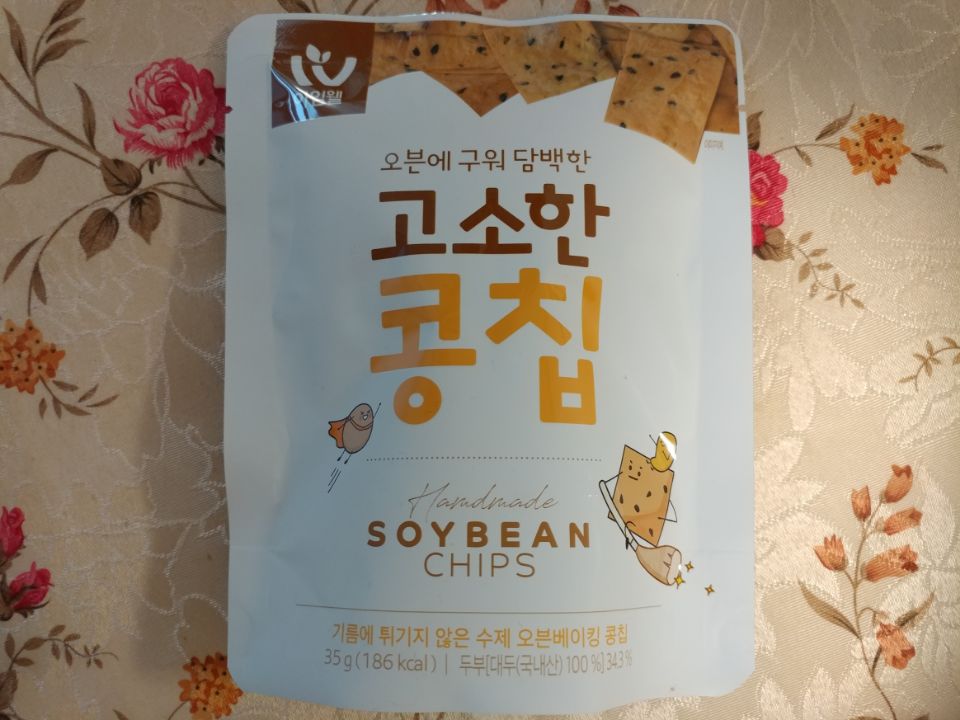 오븐에 구워 담백한
고소한
콩칩
Handmade
SOYBEAN
CHIPS
기름에 튀기지 않은 수제 오븐베이킹 콩칩
35 g (186 kcal) | 두부[대두(국내산) 100 %] 34.3 %